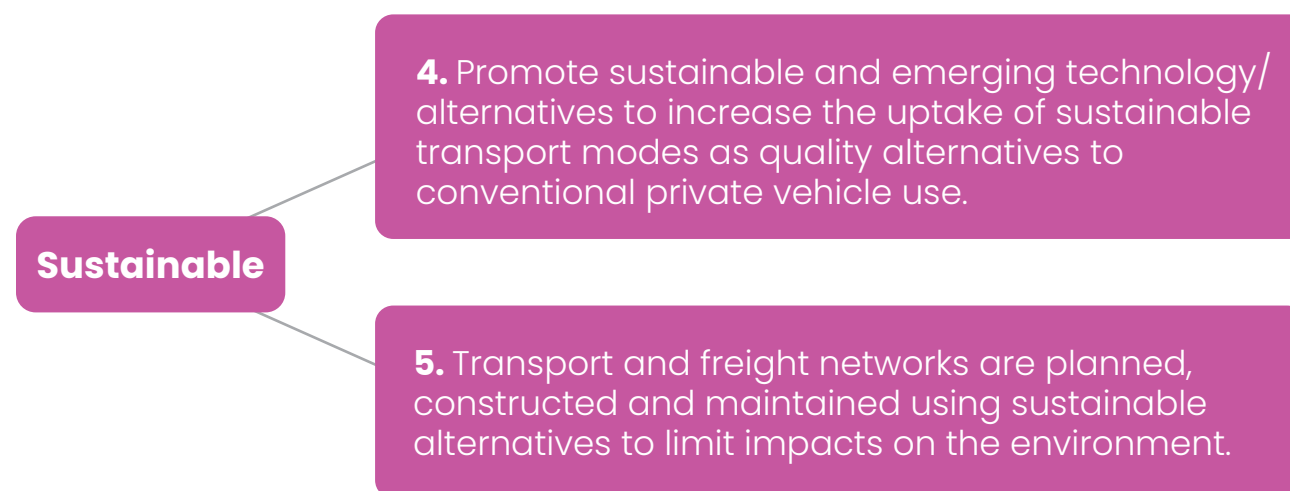 Sustainable
4. Promote sustainable and emerging technology/
alternatives to increase the uptake of sustainable
transport modes as quality alternatives to
conventional private vehicle use.
5. Transport and freight networks are planned,
constructed and maintained using sustainable
alternatives to limit impacts on the environment.